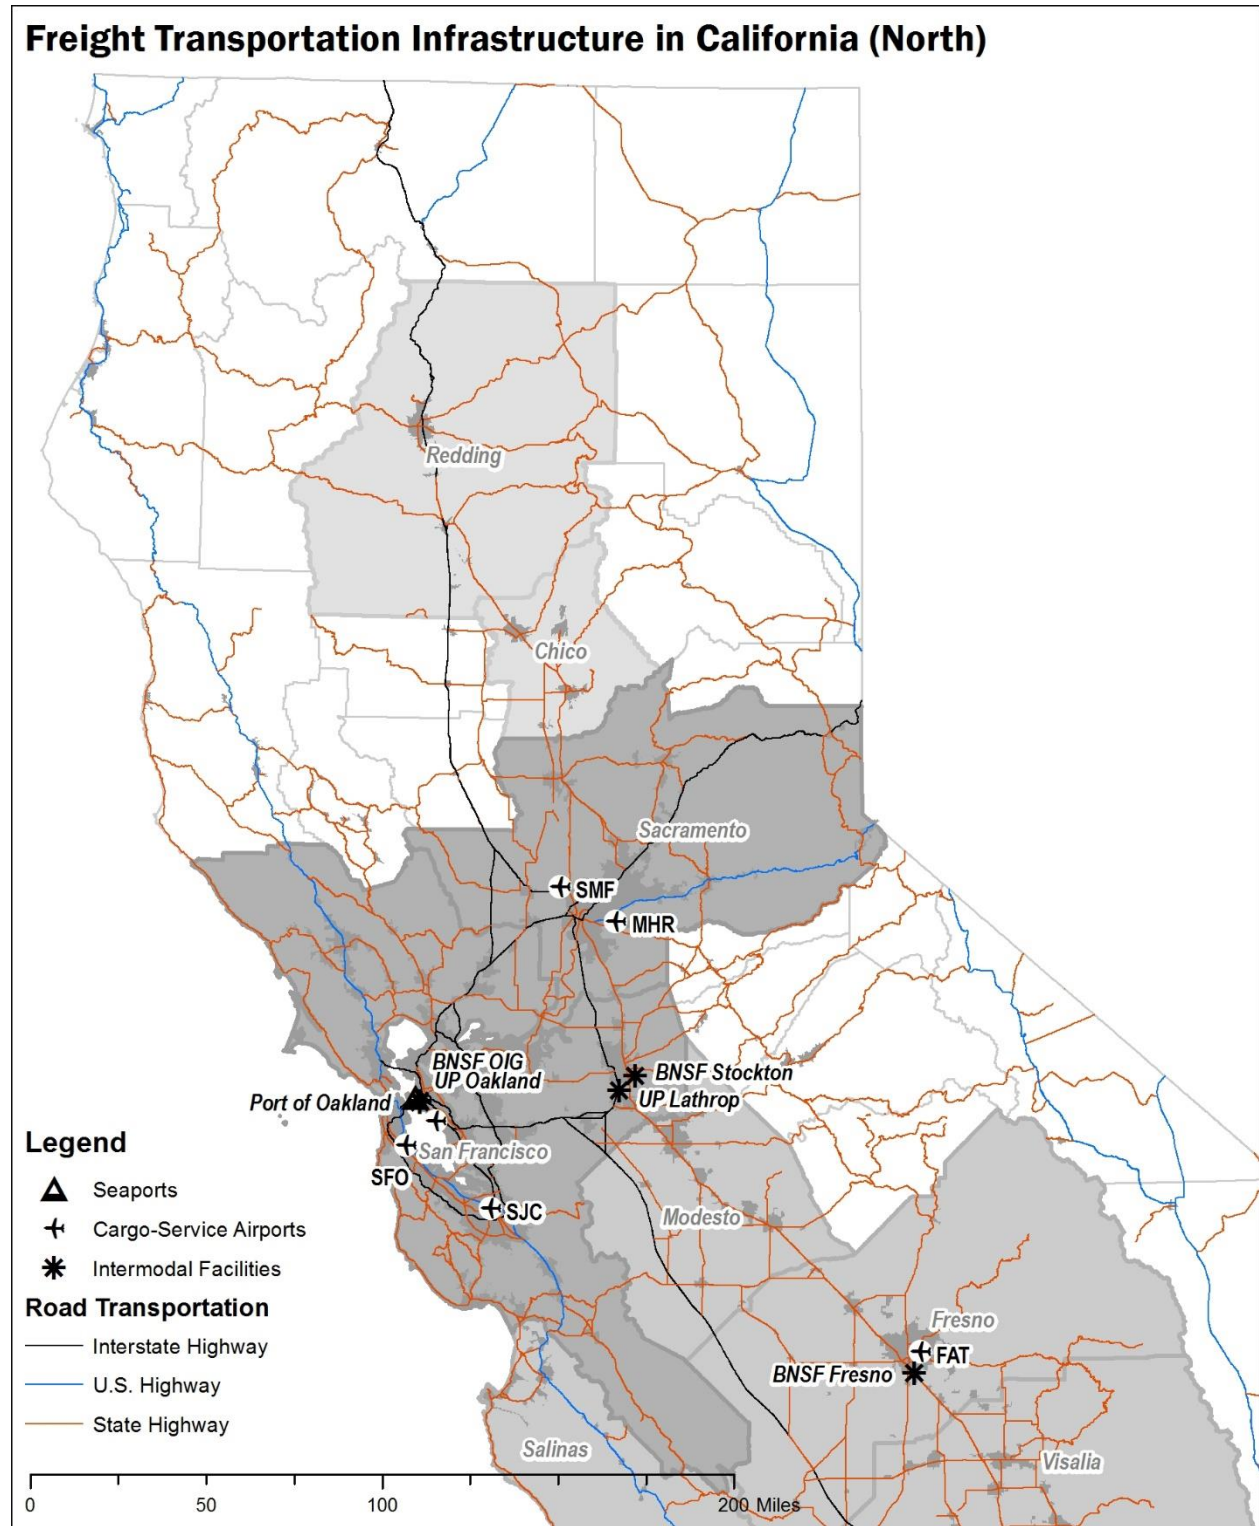 Freight Transportation Infrastructure in California (North)
Redding
Chico
Sacramento
SMF
MHR
BNSF OIG
UP Oakland
Port of Oakland
BNSF Stockton
UP Lathrop
San Francisco
SFO
SJC
Modesto
Fresno
FAT
BNSF Fresno
Salinas
Visalia
Legend
Seaports
Cargo-Service Airports
Intermodal Facilities
Road Transportation
Interstate Highway
U.S. Highway
State Highway
0 50 100 200 Miles